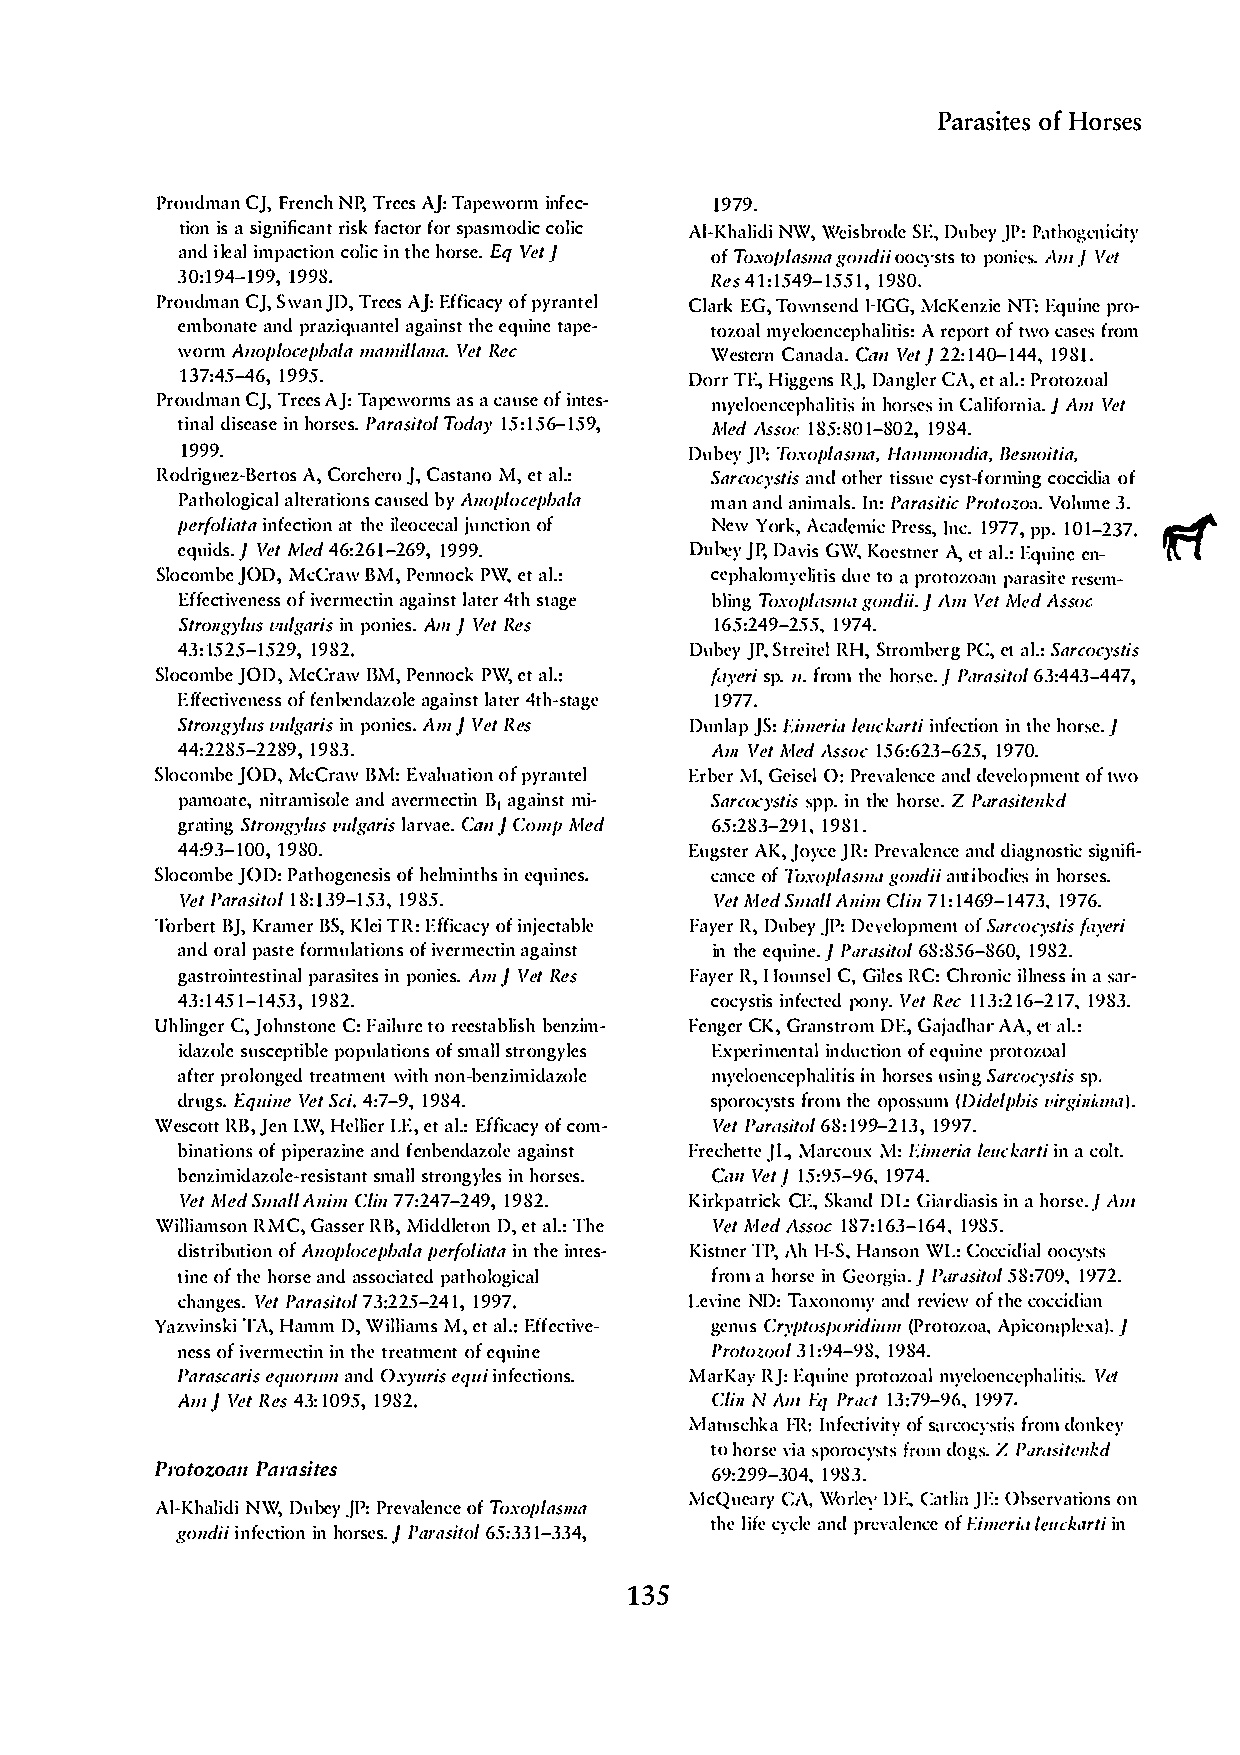 Parasites of Horses
Proudman CJ, French NP, Trees AJ: Tapeworm infec-
tion is a significant risk factor for spasmodic colic
and ileal impaction colic in the horse. Eq Vet J
30:194–199, 1998.
Proudman CJ, Swan JD, Trees AJ: Efficacy of pyrantel
embonate and praziquantel against the equine tape-
worm Anoplocephala mamillana. Vet Rec
137:45–46, 1995.
Proudman CJ, Trees AJ: Tapeworms as a cause of intes-
tinal disease in horses. Parasitol Today 15:156–159,
1999.
Rodriguez-Bertos A, Corchero J, Castano M, et al.:
Pathological alterations caused by Anoplocephala
perfoliata infection at the ileocecal junction of
equids. J Vet Med 46:261–269, 1999.
Slocombe JOD, McCraw BM, Pennock PW, et al.:
Effectiveness of ivermectin against later 4th stage
Strongylus vulgaris in ponies. Am J Vet Res
43:1525–1529, 1982.
Slocombe JOD, McCraw BM, Pennock PW, et al.:
Effectiveness of fenbendazole against later 4th-stage
Strongylus vulgaris in ponies. Am J Vet Res
44:2285–2289, 1983.
Slocombe JOD, McCraw BM: Evaluation of pyrantel
pamoate, nitramisole and avermectin B₁ against mi-
grating Strongylus vulgaris larvae. Can J Comp Med
44:93–100, 1980.
Slocombe JOD: Pathogenesis of helminths in equines.
Vet Parasitol 18:139–153, 1985.
Torbert BJ, Kramer BS, Klei TR: Efficacy of injectable
and oral paste formulations of ivermectin against
gastrointestinal parasites in ponies. Am J Vet Res
43:1451–1453, 1982.
Uhlinger C, Johnstone C: Failure to reestablish benzim-
idazole susceptible populations of small strongyles
after prolonged treatment with non-benzimidazole
drugs. Equine Vet Sci. 4:7–9, 1984.
Wescott RB, Jen LW, Hellier LE, et al.: Efficacy of com-
binations of piperazine and fenbendazole against
benzimidazole-resistant small strongyles in horses.
Vet Med Small Anim Clin 77:247–249, 1982.
Williamson RMC, Gasser RB, Middleton D, et al.: The
distribution of Anoplocephala perfoliata in the intes-
tine of the horse and associated pathological
changes. Vet Parasitol 73:225–241, 1997.
Yazwinski TA, Hamm D, Williams M, et al.: Effective-
ness of ivermectin in the treatment of equine
Parascaris equorum and Oxyuris equi infections.
Am J Vet Res 43:1095, 1982.
Protozoan Parasites
Al-Khalidi NW, Dubey JP: Prevalence of Toxoplasma
gondii infection in horses. J Parasitol 65:331–334,
1979.
Al-Khalidi NW, Weisbrode SE, Dubey JP: Pathogenicity
of Toxoplasma gondii oocysts to ponies. Am J Vet
Res 41:1549–1551, 1980.
Clark EG, Townsend HGG, McKenzie NT: Equine pro-
tozoal myeloencephalitis: A report of two cases from
Western Canada. Can Vet J 22:140–144, 1981.
Dorr TE, Higgens RJ, Dangler CA, et al.: Protozoal
myeloencephalitis in horses in California. J Am Vet
Med Assoc 185:801–802, 1984.
Dubey JP: Toxoplasma, Hammondia, Besnoitia,
Sarcocystis and other tissue cyst-forming coccidia of
man and animals. In: Parasitic Protozoa. Volume 3.
New York, Academic Press, Inc. 1977, pp. 101–237.
Dubey JP, Davis GW, Koestner A, et al.: Equine en-
cephalomyelitis due to a protozoan parasite resem-
bling Toxoplasma gondii. J Am Vet Med Assoc
165:249–255, 1974.
Dubey JP, Streitel RH, Stromberg PC, et al.: Sarcocystis
fayeri sp. n. from the horse. J Parasitol 63:443–447,
1977.
Dunlap JS: Eimeria leuckarti infection in the horse. J
Am Vet Med Assoc 156:623–625, 1970.
Erber M, Geisel O: Prevalence and development of two
Sarcocystis spp. in the horse. Z Parasitenkd
65:283–291, 1981.
Eugster AK, Joyce JR: Prevalence and diagnostic signifi-
cance of Toxoplasma gondii antibodies in horses.
Vet Med Small Anim Clin 71:1469–1473, 1976.
Fayer R, Dubey JP: Development of Sarcocystis fayeri
in the equine. J Parasitol 68:856–860, 1982.
Fayer R, Hounsel C, Giles RC: Chronic illness in a sar-
cocystis infected pony. Vet Rec 113:216–217, 1983.
Fenger CK, Granstrom DE, Gajadhar AA, et al.:
Experimental induction of equine protozoal
myeloencephalitis in horses using Sarcocystis sp.
sporocysts from the opossum (Didelphis virginiana).
Vet Parasitol 68:199–213, 1997.
Frechette JL, Marcoux M: Eimeria leuckarti in a colt.
Can Vet J 15:95–96, 1974.
Kirkpatrick CE, Skand DL: Giardiasis in a horse. J Am
Vet Med Assoc 187:163–164, 1985.
Kistner TP, Ah H-S, Hanson WL: Coccidial oocysts
from a horse in Georgia. J Parasitol 58:709, 1972.
Levine ND: Taxonomy and review of the coccidian
genus Cryptosporidium (Protozoa, Apicomplexa). J
Protozool 31:94–98, 1984.
MarKay RJ: Equine protozoal myeloencephalitis. Vet
Clin N Am Eq Pract 13:79–96, 1997.
Matuschka FR: Infectivity of sarcocystis from donkey
to horse via sporocysts from dogs. Z Parasitenkd
69:299–304, 1983.
McQueary CA, Worley DE, Catlin JE: Observations on
the life cycle and prevalence of Eimeria leuckarti in
135